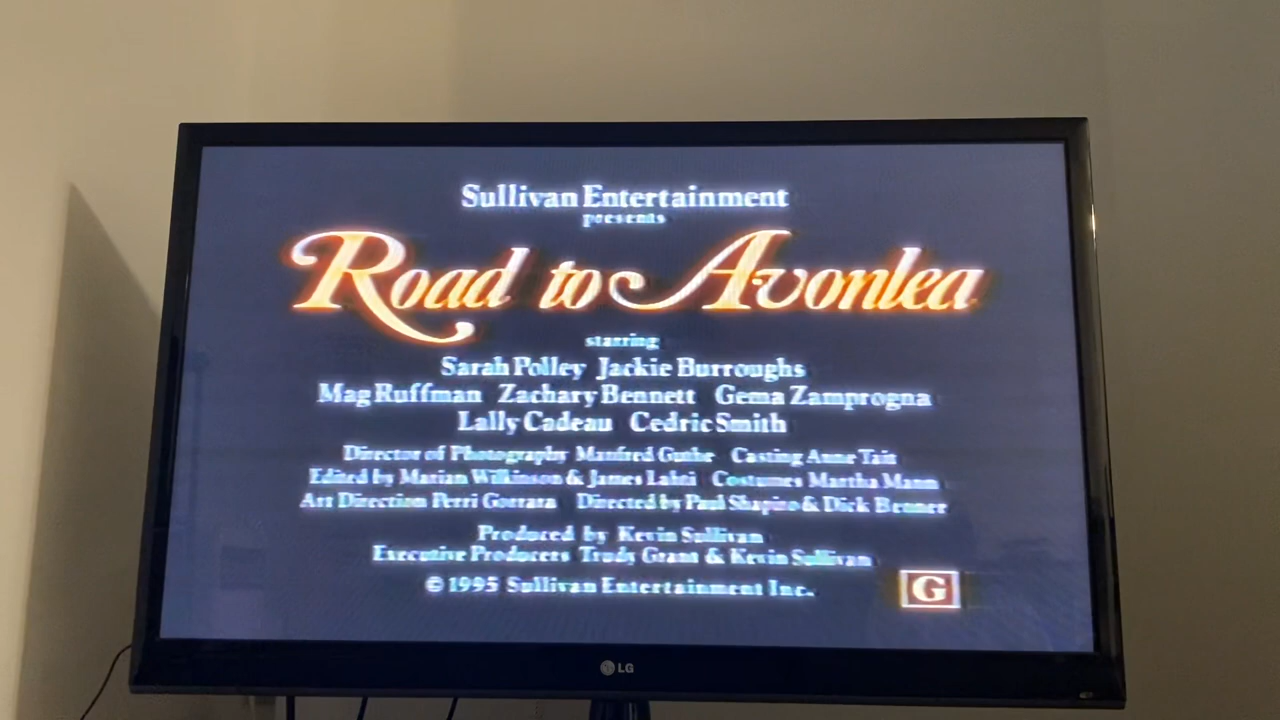 Sullivan Entertainment
presents
Road to Avonlea
starring
Sarah Polley Jackie Burroughs
Mag Ruffman Zachary Bennett Gema Zamprogna
Lally Cadeau Cedric Smith
Director of Photography Manfred Guthe Casting Anne Tait
Edited by Marian Wilkinson & James Lahti Costumes Martha Mann
Art Direction Perri Gorrara Directed by Paul Shapiro & Dick Benner
Produced by Kevin Sullivan
Executive Producers Trudy Grant & Kevin Sullivan
© 1995 Sullivan Entertainment Inc.
G
LG